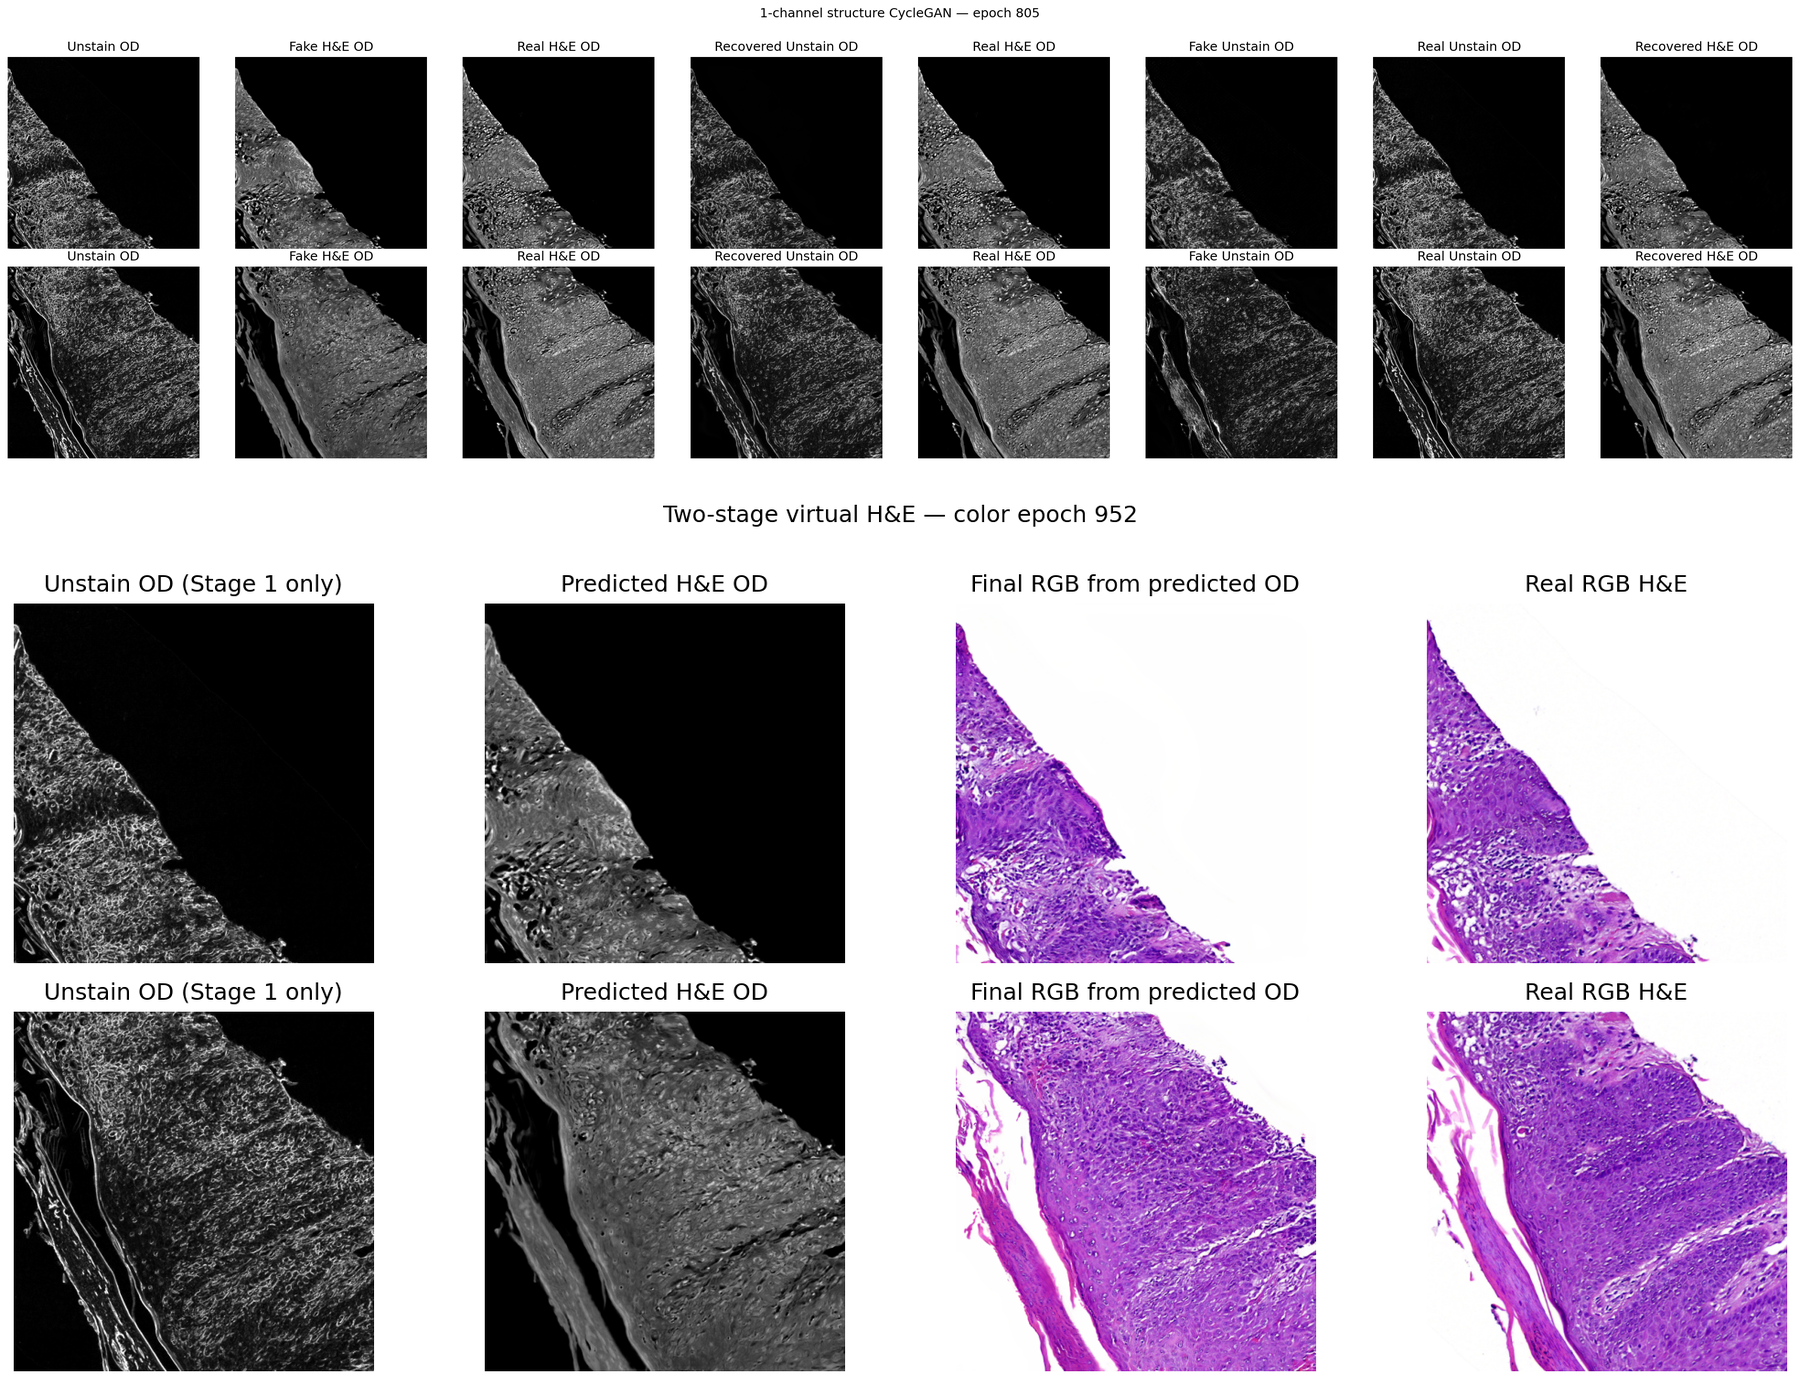 1-channel structure CycleGAN — epoch 805
Unstain OD
Fake H&E OD
Real H&E OD
Recovered Unstain OD
Real H&E OD
Fake Unstain OD
Real Unstain OD
Recovered H&E OD
Unstain OD
Fake H&E OD
Real H&E OD
Recovered Unstain OD
Real H&E OD
Fake Unstain OD
Real Unstain OD
Recovered H&E OD
Two-stage virtual H&E — color epoch 952
Unstain OD (Stage 1 only)
Predicted H&E OD
Final RGB from predicted OD
Real RGB H&E
Unstain OD (Stage 1 only)
Predicted H&E OD
Final RGB from predicted OD
Real RGB H&E